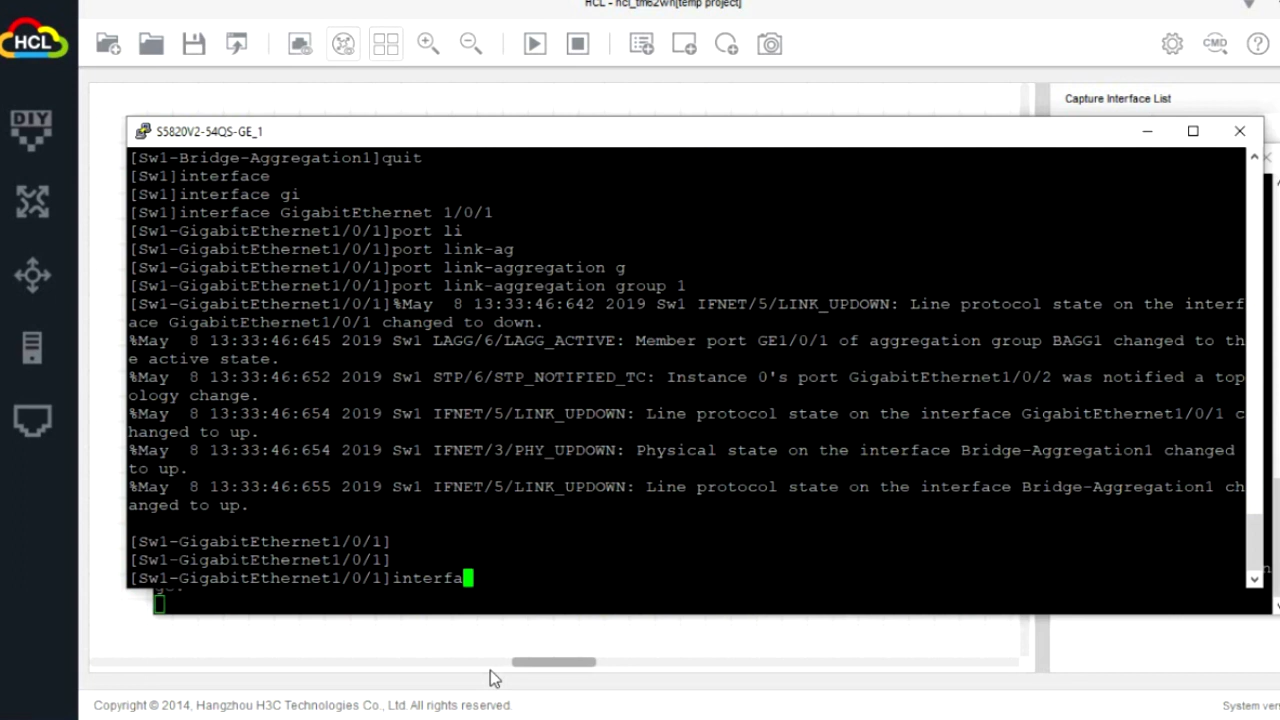 HCL - hcl_tm62wh[temp project]
HCL
CMD
DIY
Capture Interface List
S5820V2-54QS-GE_1
[Sw1-Bridge-Aggregation1]quit
[Sw1]interface
[Sw1]interface gi
[Sw1]interface GigabitEthernet 1/0/1
[Sw1-GigabitEthernet1/0/1]port li
[Sw1-GigabitEthernet1/0/1]port link-ag
[Sw1-GigabitEthernet1/0/1]port link-aggregation g
[Sw1-GigabitEthernet1/0/1]port link-aggregation group 1
[Sw1-GigabitEthernet1/0/1]%May  8 13:33:46:642 2019 Sw1 IFNET/5/LINK_UPDOWN: Line protocol state on the interf
ace GigabitEthernet1/0/1 changed to down.
%May  8 13:33:46:645 2019 Sw1 LAGG/6/LAGG_ACTIVE: Member port GE1/0/1 of aggregation group BAGG1 changed to th
e active state.
%May  8 13:33:46:652 2019 Sw1 STP/6/STP_NOTIFIED_TC: Instance 0's port GigabitEthernet1/0/2 was notified a top
ology change.
%May  8 13:33:46:654 2019 Sw1 IFNET/5/LINK_UPDOWN: Line protocol state on the interface GigabitEthernet1/0/1 c
hanged to up.
%May  8 13:33:46:654 2019 Sw1 IFNET/3/PHY_UPDOWN: Physical state on the interface Bridge-Aggregation1 changed
to up.
%May  8 13:33:46:655 2019 Sw1 IFNET/5/LINK_UPDOWN: Line protocol state on the interface Bridge-Aggregation1 ch
anged to up.
[Sw1-GigabitEthernet1/0/1]
[Sw1-GigabitEthernet1/0/1]
[Sw1-GigabitEthernet1/0/1]interfa
Copyright © 2014, Hangzhou H3C Technologies Co., Ltd. All rights reserved.
System ver